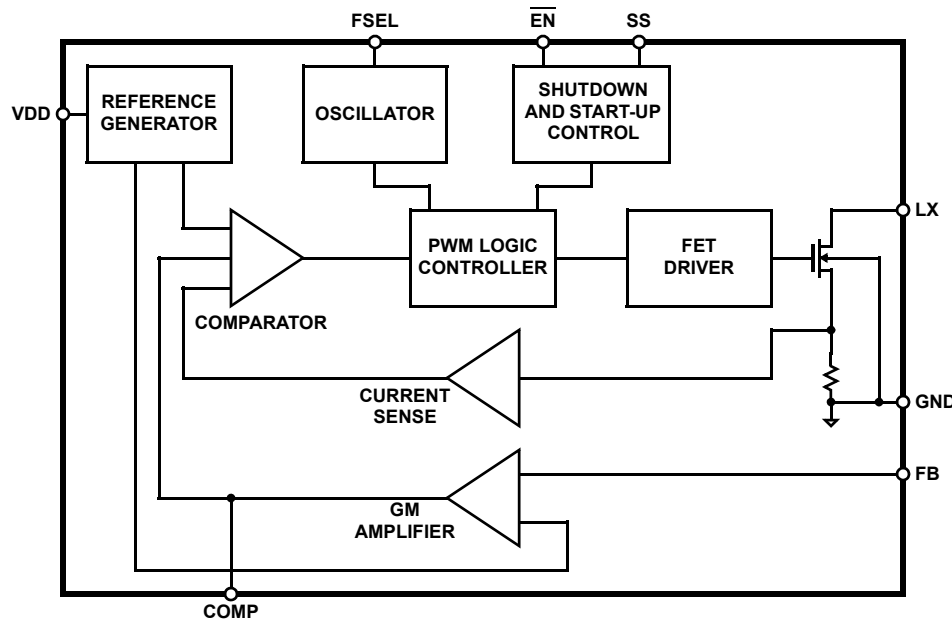 FSEL
EN
SS
VDD
REFERENCE
GENERATOR
OSCILLATOR
SHUTDOWN
AND START-UP
CONTROL
LX
PWM LOGIC
CONTROLLER
FET
DRIVER
COMPARATOR
CURRENT
SENSE
GND
FB
GM
AMPLIFIER
COMP